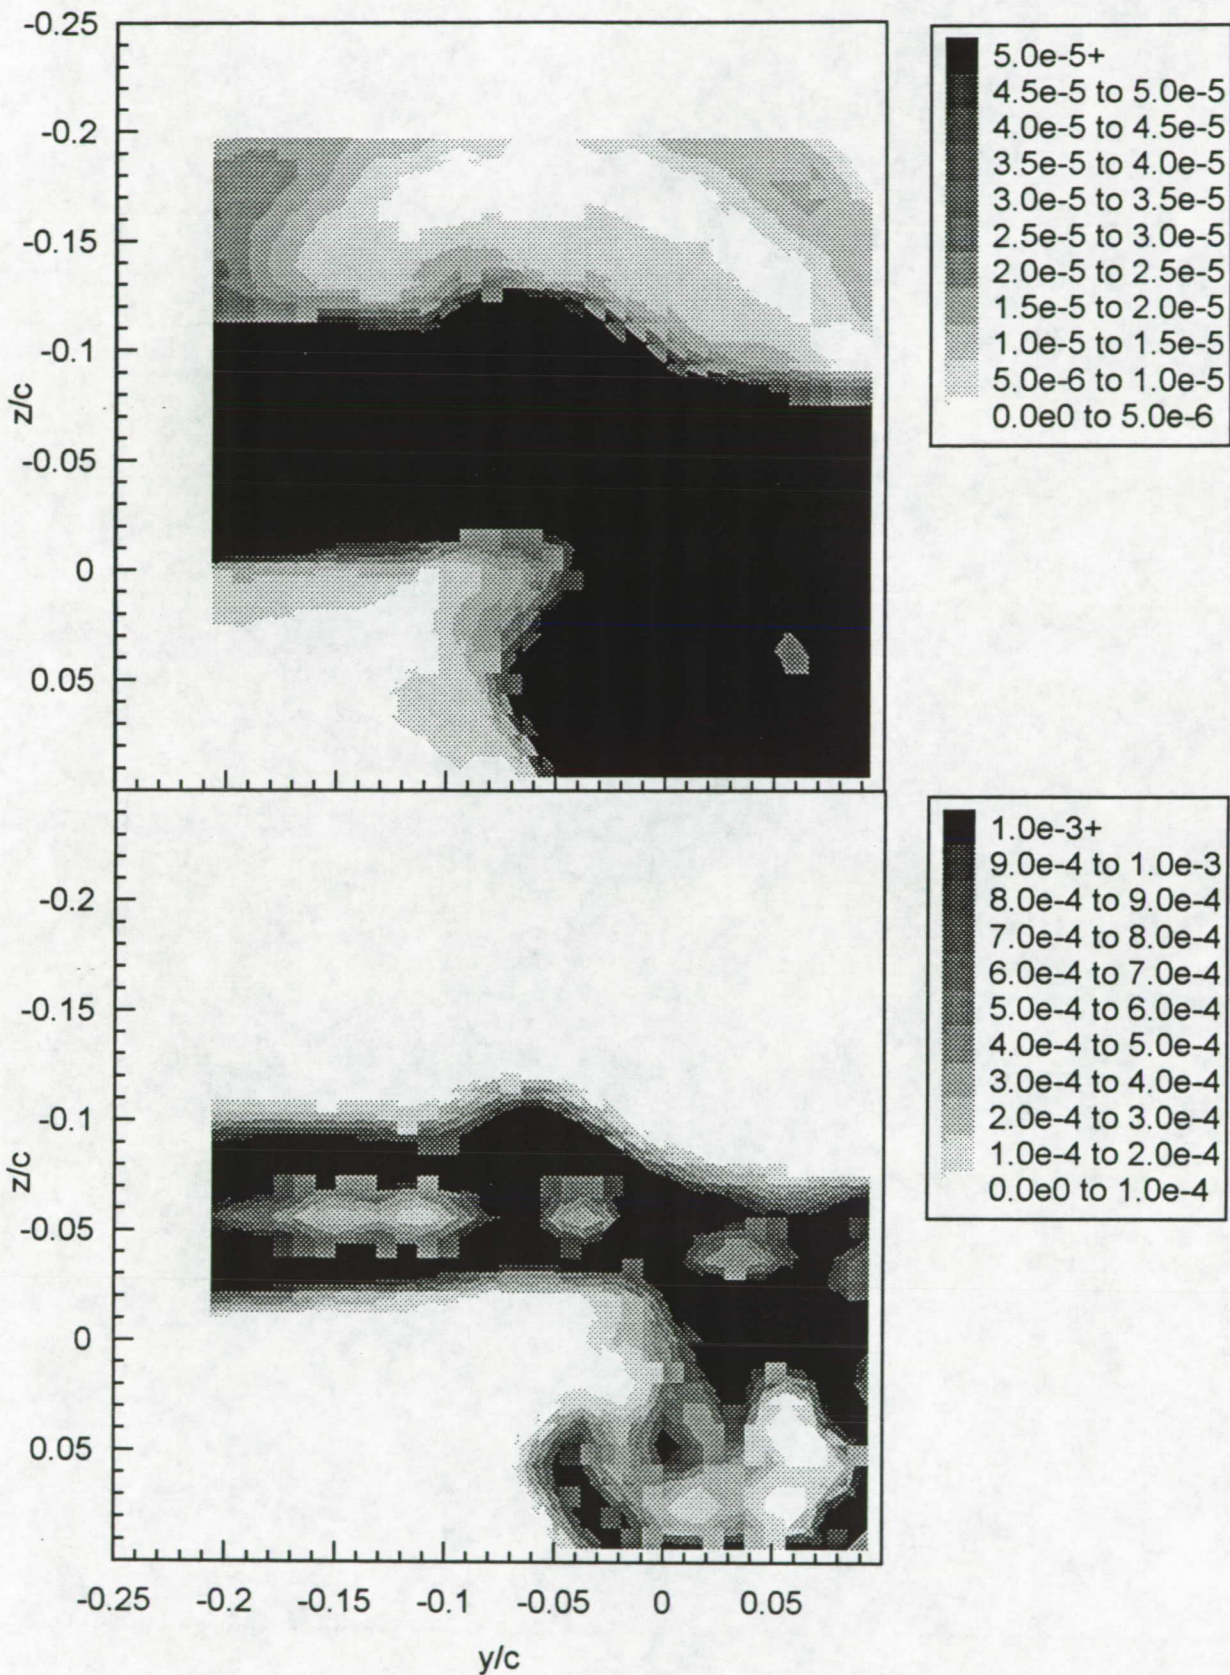 -0.25
-0.2
-0.15
-0.1
-0.05
0
0.05
z/c
5.0e-5+
4.5e-5 to 5.0e-5
4.0e-5 to 4.5e-5
3.5e-5 to 4.0e-5
3.0e-5 to 3.5e-5
2.5e-5 to 3.0e-5
2.0e-5 to 2.5e-5
1.5e-5 to 2.0e-5
1.0e-5 to 1.5e-5
5.0e-6 to 1.0e-5
0.0e0 to 5.0e-6
-0.2
-0.15
-0.1
-0.05
0
0.05
z/c
1.0e-3+
9.0e-4 to 1.0e-3
8.0e-4 to 9.0e-4
7.0e-4 to 8.0e-4
6.0e-4 to 7.0e-4
5.0e-4 to 6.0e-4
4.0e-4 to 5.0e-4
3.0e-4 to 4.0e-4
2.0e-4 to 3.0e-4
1.0e-4 to 2.0e-4
0.0e0 to 1.0e-4
-0.25 -0.2 -0.15 -0.1 -0.05 0 0.05
y/c